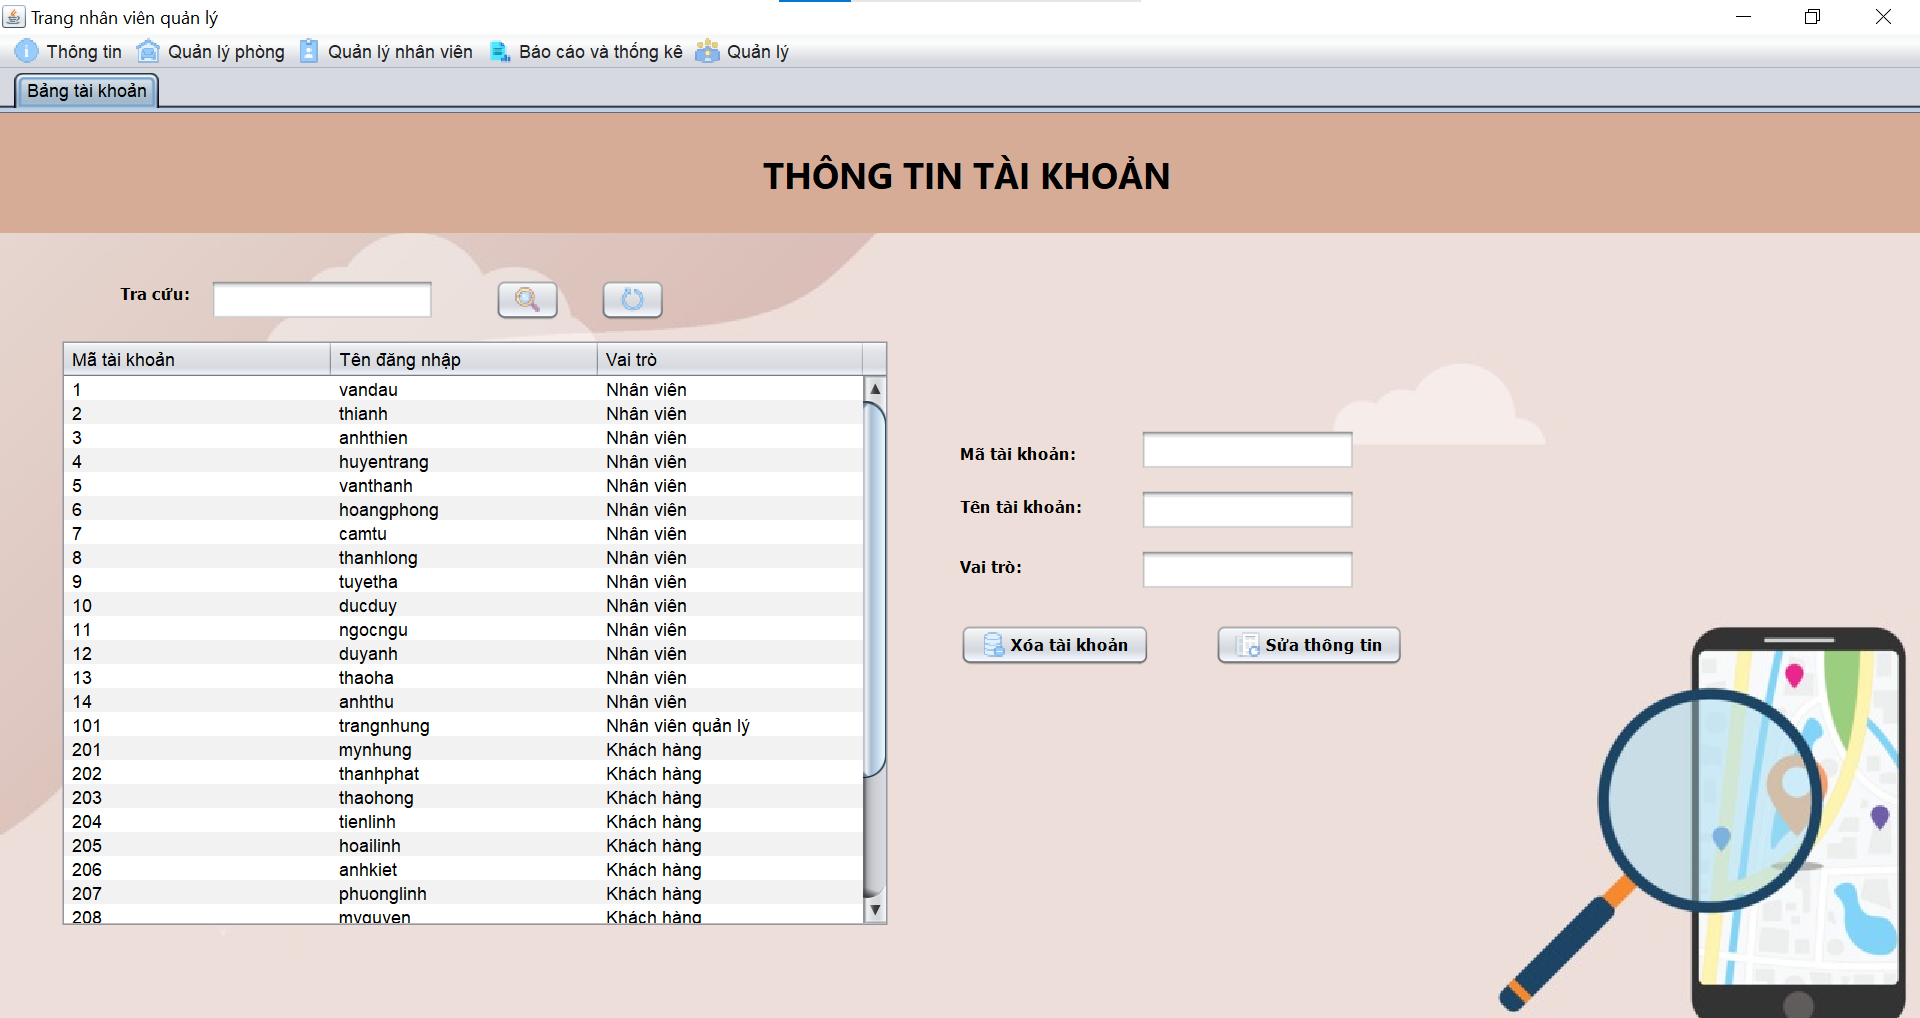 Trang nhân viên quản lý
Thông tin Quản lý phòng Quản lý nhân viên Báo cáo và thống kê Quản lý
Bảng tài khoản
THÔNG TIN TÀI KHOẢN
Tra cứu:
Mã tài khoản Tên đăng nhập Vai trò
1 vandau Nhân viên
2 thianh Nhân viên
3 anhthien Nhân viên
4 huyentrang Nhân viên
5 vanthanh Nhân viên
6 hoangphong Nhân viên
7 camtu Nhân viên
8 thanhlong Nhân viên
9 tuyetha Nhân viên
10 ducduy Nhân viên
11 ngocngu Nhân viên
12 duyanh Nhân viên
13 thaoha Nhân viên
14 anhthu Nhân viên
101 trangnhung Nhân viên quản lý
201 mynhung Khách hàng
202 thanhphat Khách hàng
203 thaohong Khách hàng
204 tienlinh Khách hàng
205 hoailinh Khách hàng
206 anhkiet Khách hàng
207 phuonglinh Khách hàng
208 myquyen Khách hàng
Mã tài khoản:
Tên tài khoản:
Vai trò:
Xóa tài khoản Sửa thông tin